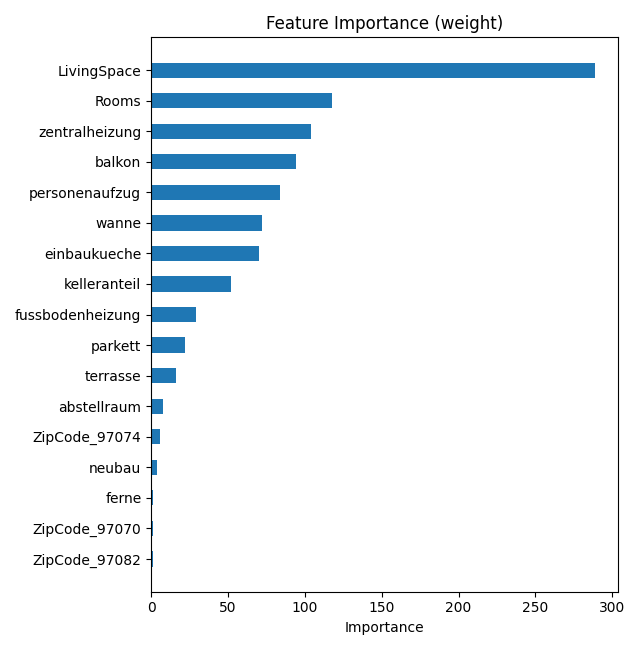 Feature Importance (weight)
LivingSpace
Rooms
zentralheizung
balkon
personenaufzug
wanne
einbaukueche
kelleranteil
fussbodenheizung
parkett
terrasse
abstellraum
ZipCode_97074
neubau
ferne
ZipCode_97070
ZipCode_97082
0 50 100 150 200 250 300
Importance